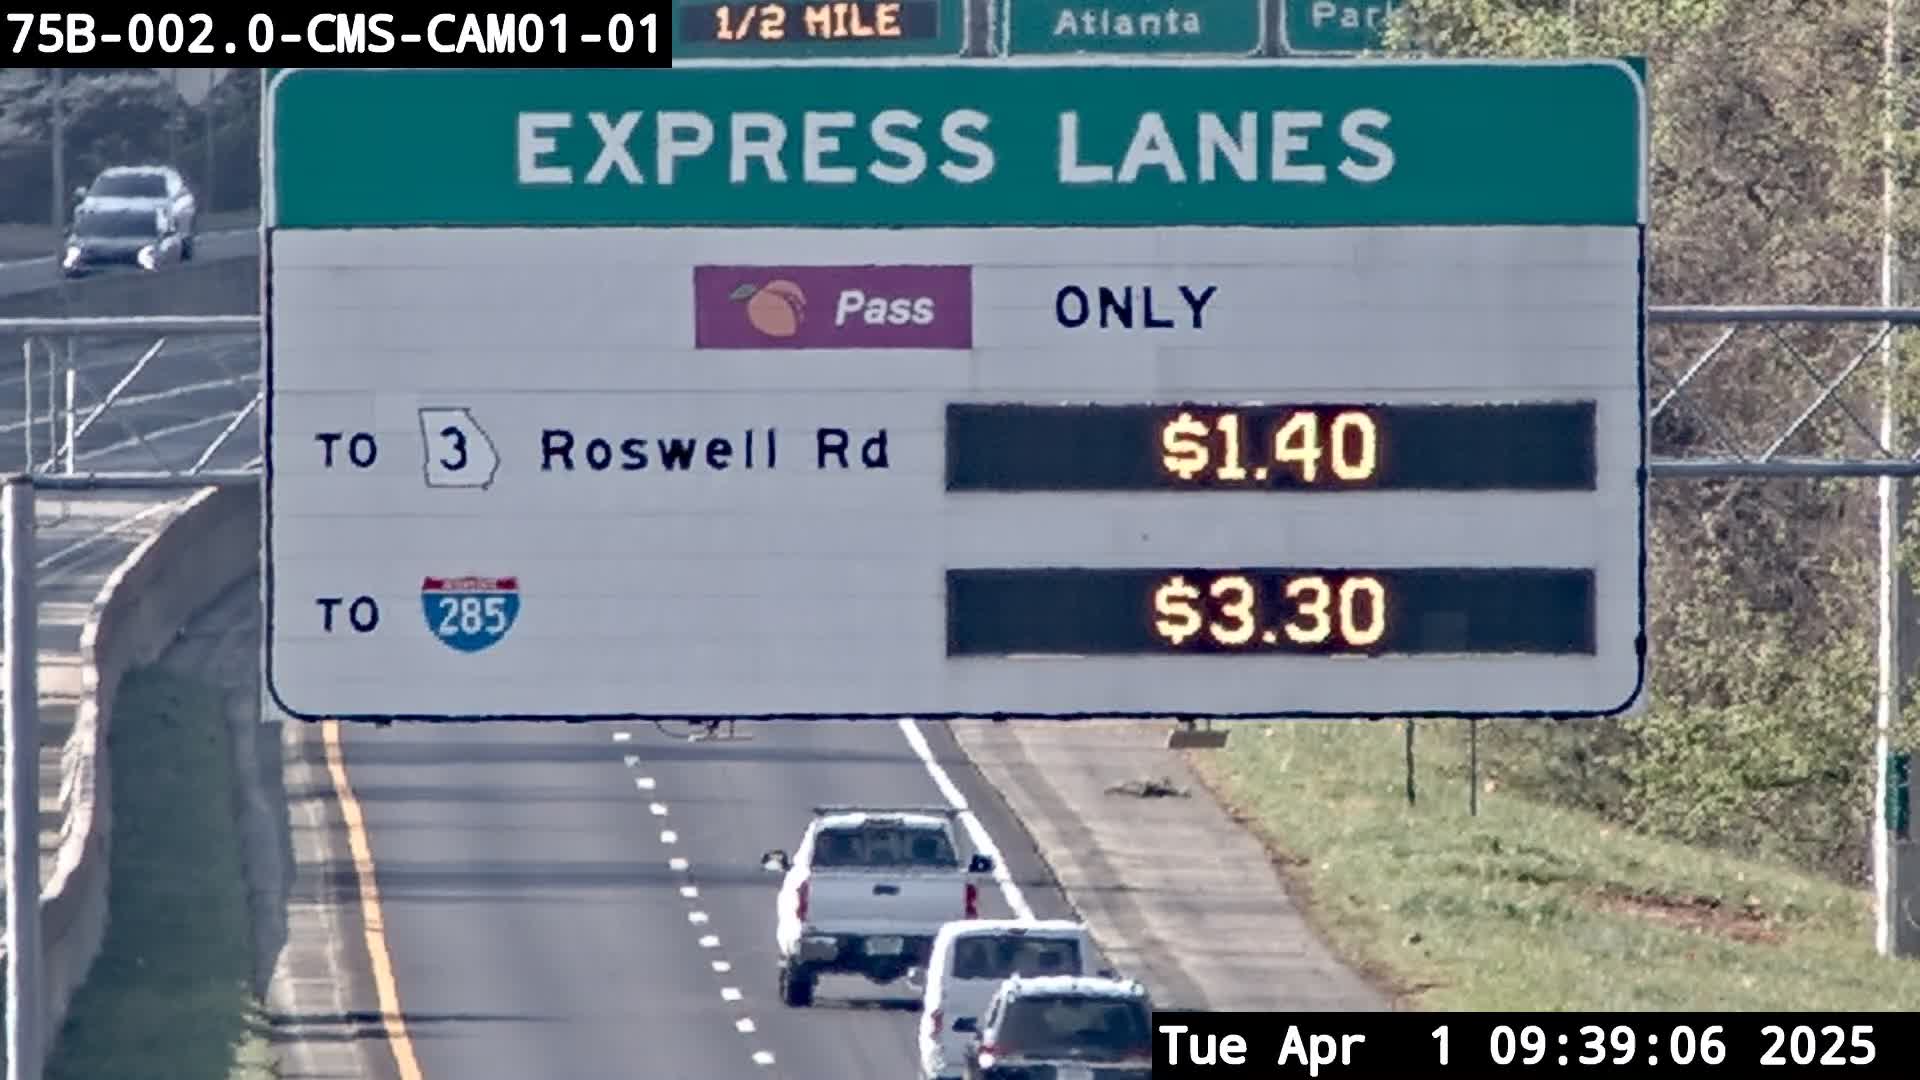 75B-002.0-CMS-CAM01-01
1/2 MILE
Atlanta
EXPRESS LANES
Pass ONLY
TO 3 Roswell Rd $1.40
TO 285 $3.30
Tue Apr 1 09:39:06 2025